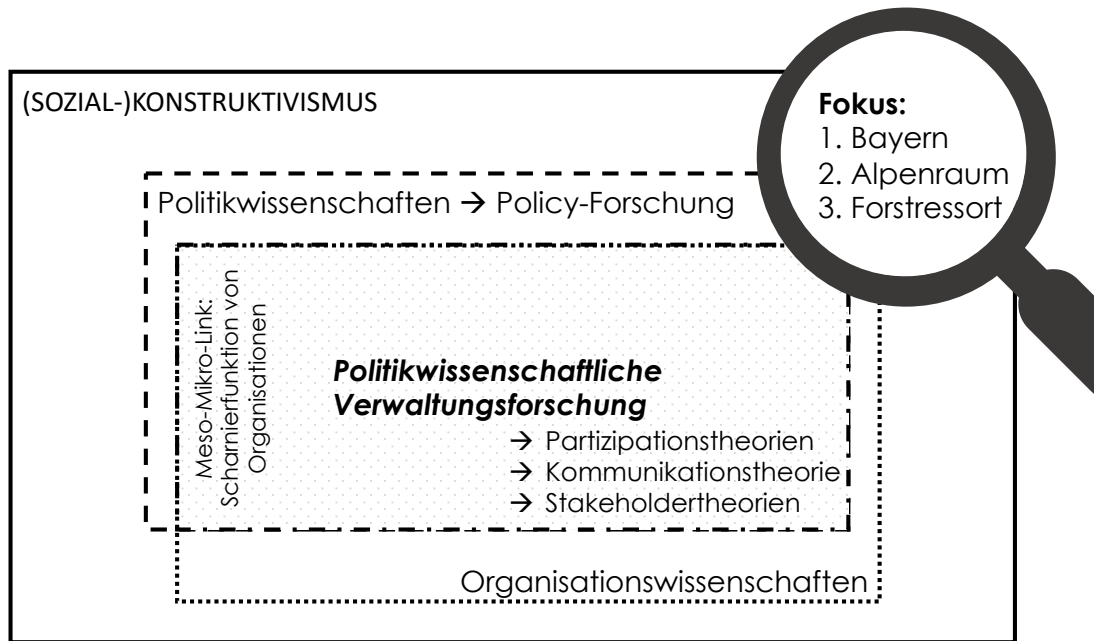 (SOZIAL-)KONSTRUKTIVISMUS
Fokus:
1. Bayern
2. Alpenraum
3. Forstressort
Politikwissenschaften → Policy-Forschung
Meso-Mikro-Link:
Scharnierfunktion von
Organisationen
Politikwissenschaftliche
Verwaltungsforschung
→ Partizipationstheorien
→ Kommunikationstheorie
→ Stakeholdertheorien
Organisationswissenschaften